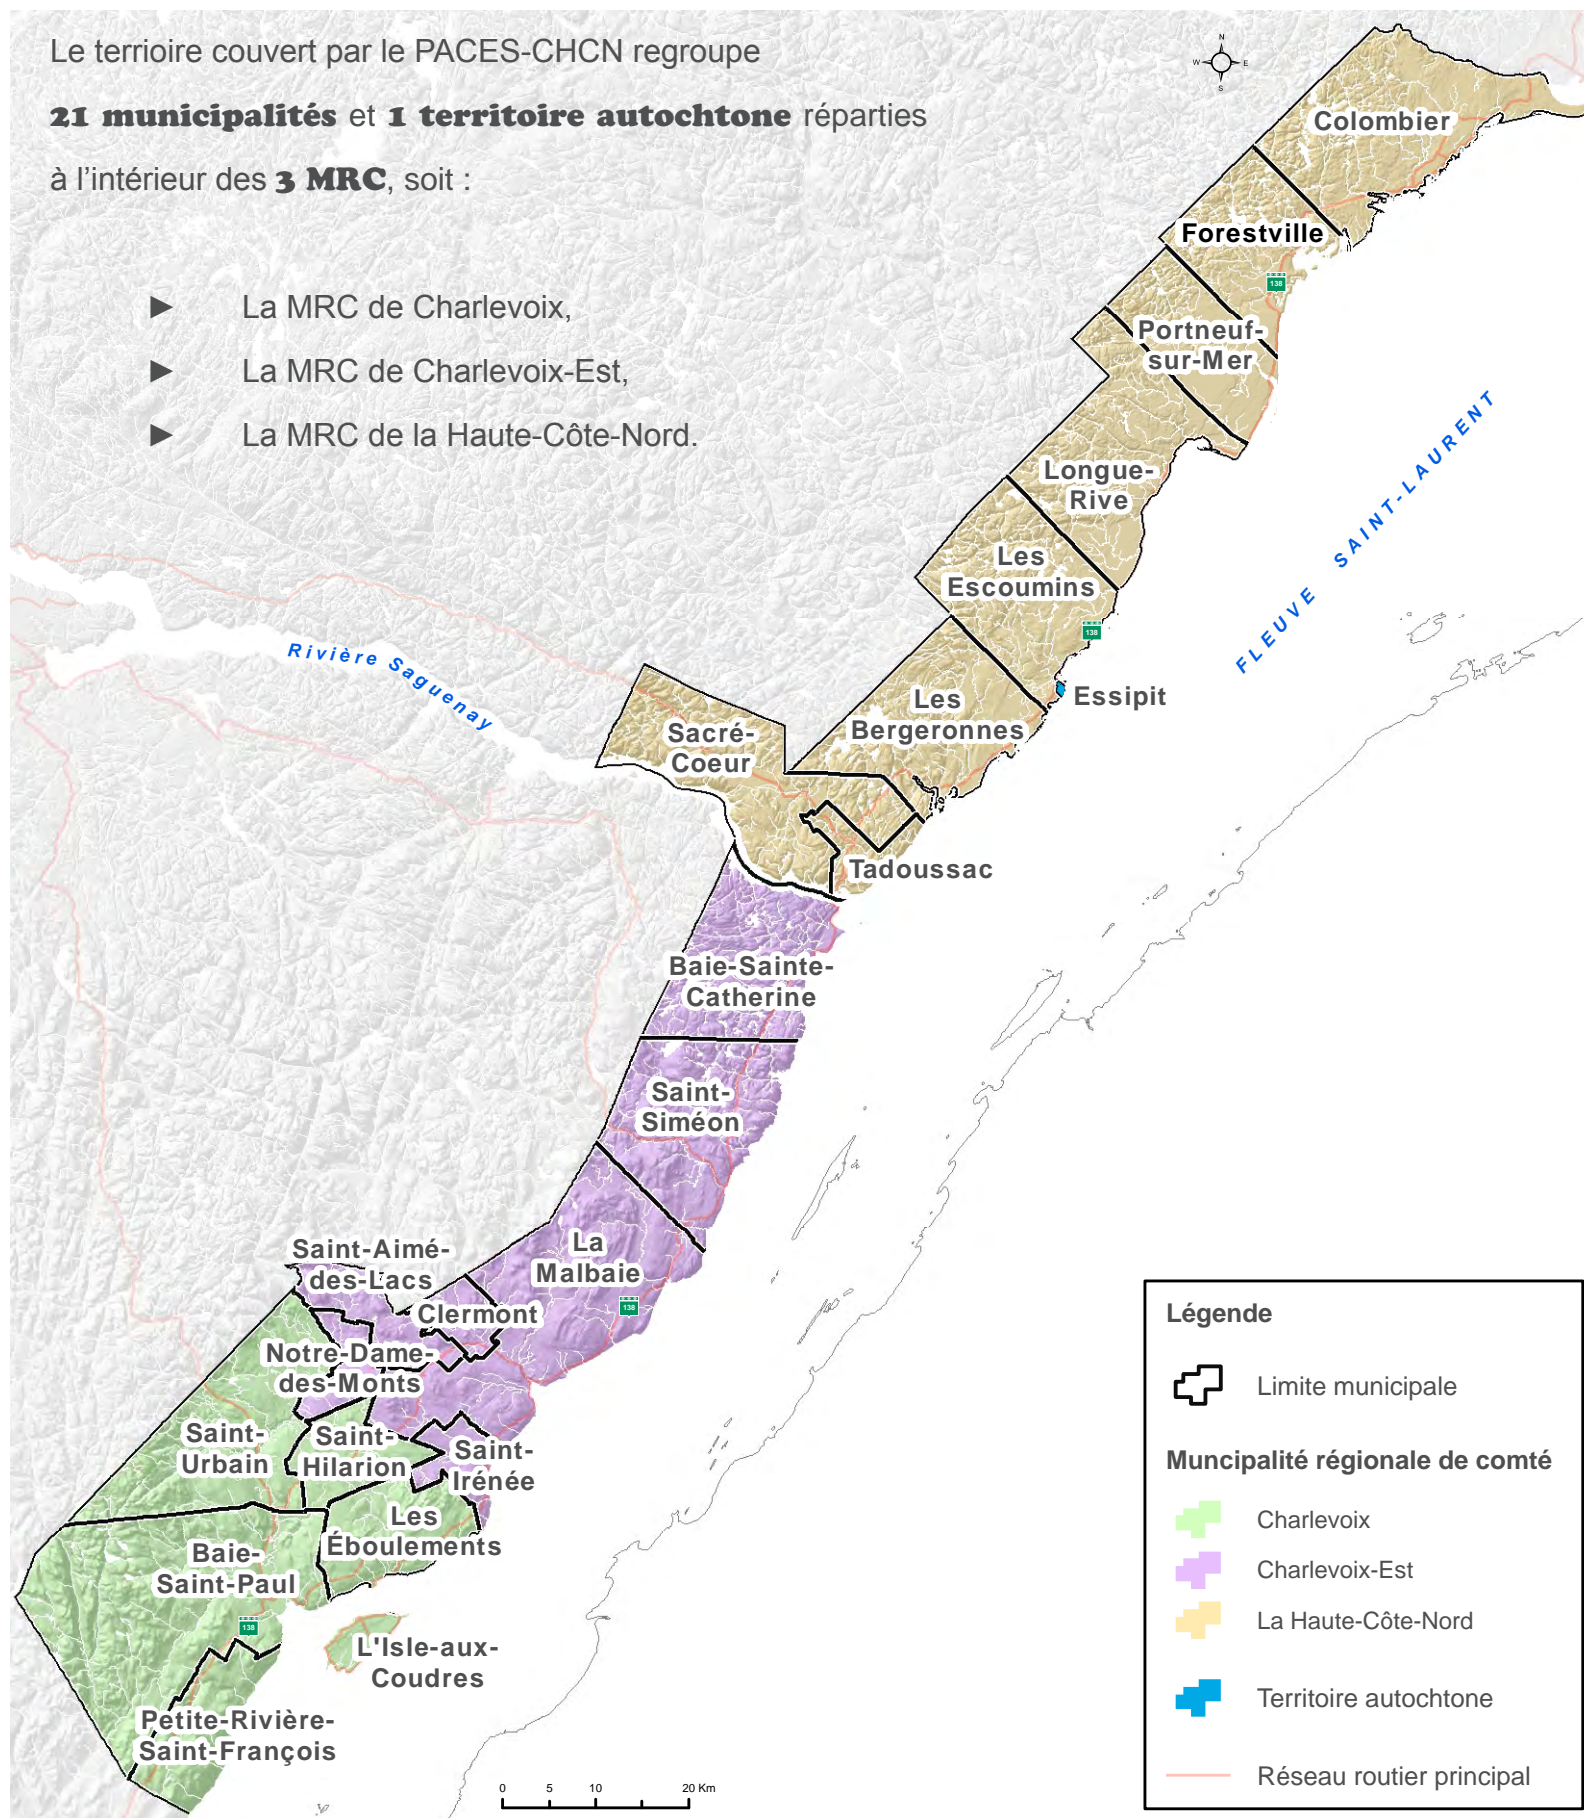 Le terrioire couvert par le PACES-CHCN regroupe
21 municipalités et 1 territoire autochtone réparties
à l'intérieur des 3 MRC, soit :
► La MRC de Charlevoix,
► La MRC de Charlevoix-Est,
► La MRC de la Haute-Côte-Nord.
N
W E
S
Colombier
Forestville
138
Portneuf-
sur-Mer
Longue-
Rive
Les
Escoumins
138
FLEUVE SAINT-LAURENT
Rivière Saguenay
Essipit
Les
Bergeronnes
Sacré-
Coeur
Tadoussac
Baie-Sainte-
Catherine
Saint-
Siméon
La
Malbaie
138
Saint-Aimé-
des-Lacs
Clermont
Notre-Dame-
des-Monts
Saint-
Urbain
Saint-
Hilarion
Saint-
Irénée
Les
Éboulements
Baie-
Saint-Paul
138
L'Isle-aux-
Coudres
Petite-Rivière-
Saint-François
0 5 10 20 Km
Légende
Limite municipale
Muncipalité régionale de comté
Charlevoix
Charlevoix-Est
La Haute-Côte-Nord
Territoire autochtone
Réseau routier principal